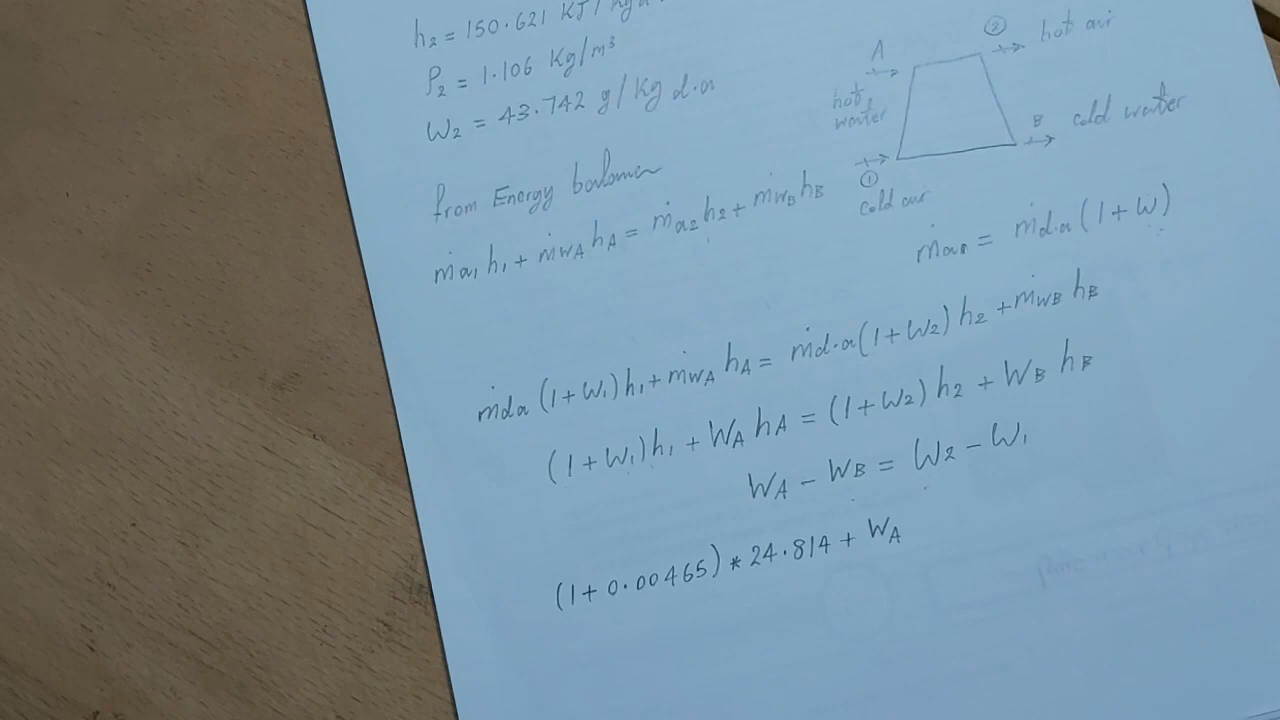 h₂ = 150.621 KJ/kg
ρ₂ = 1.106 Kg/m³
W₂ = 43.742 g/Kg d.a
②
hot air
A
hot
water
B
cold water
①
cold air
from Energy balance
ṁa₁ h₁ + ṁwA hA = ṁa₂ h₂ + ṁwB hB
ṁa = ṁd.a (1 + W)
ṁda (1 + W₁) h₁ + ṁwA hA = ṁd.a (1 + W₂) h₂ + ṁwB hB
(1 + W₁) h₁ + WA hA = (1 + W₂) h₂ + WB hB
WA − WB = W₂ − W₁
(1 + 0.00465) * 24.814 + WA